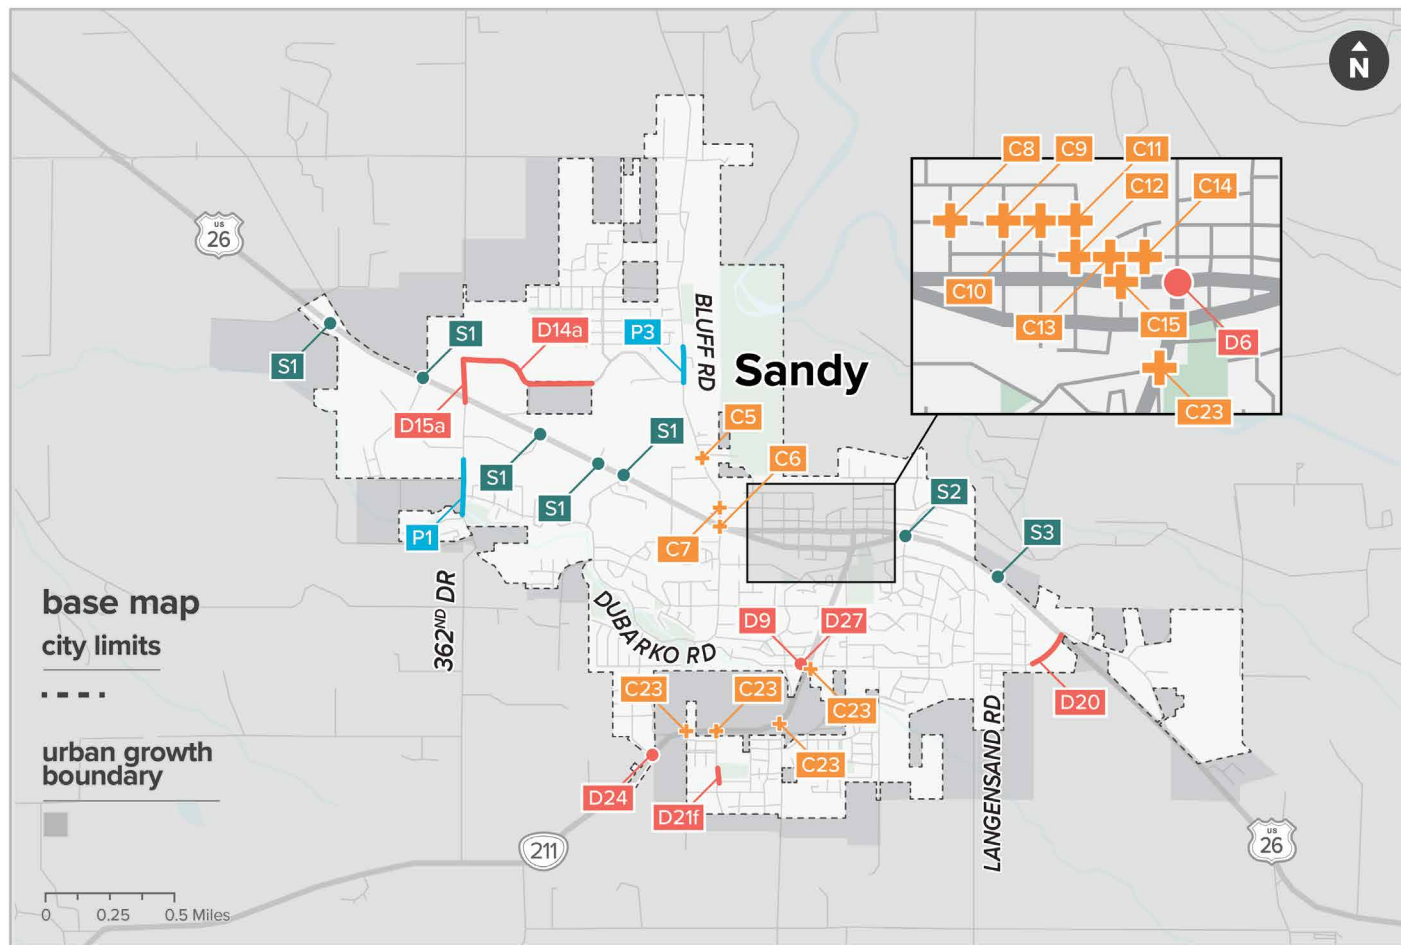 N
C8
C9
C11
C12
C14
US
26
C10
C13
C15
D6
C23
BLUFF RD
Sandy
S1
S1
D14a
P3
D15a
C5
S1
C6
S1
S1
S2
P1
C7
S3
base map
city limits
urban growth
boundary
362ND DR
DUBARKO RD
D9
D27
C23
C23
C23
C23
D20
D24
D21f
LANGENSAND RD
211
US
26
0
0.25
0.5 Miles